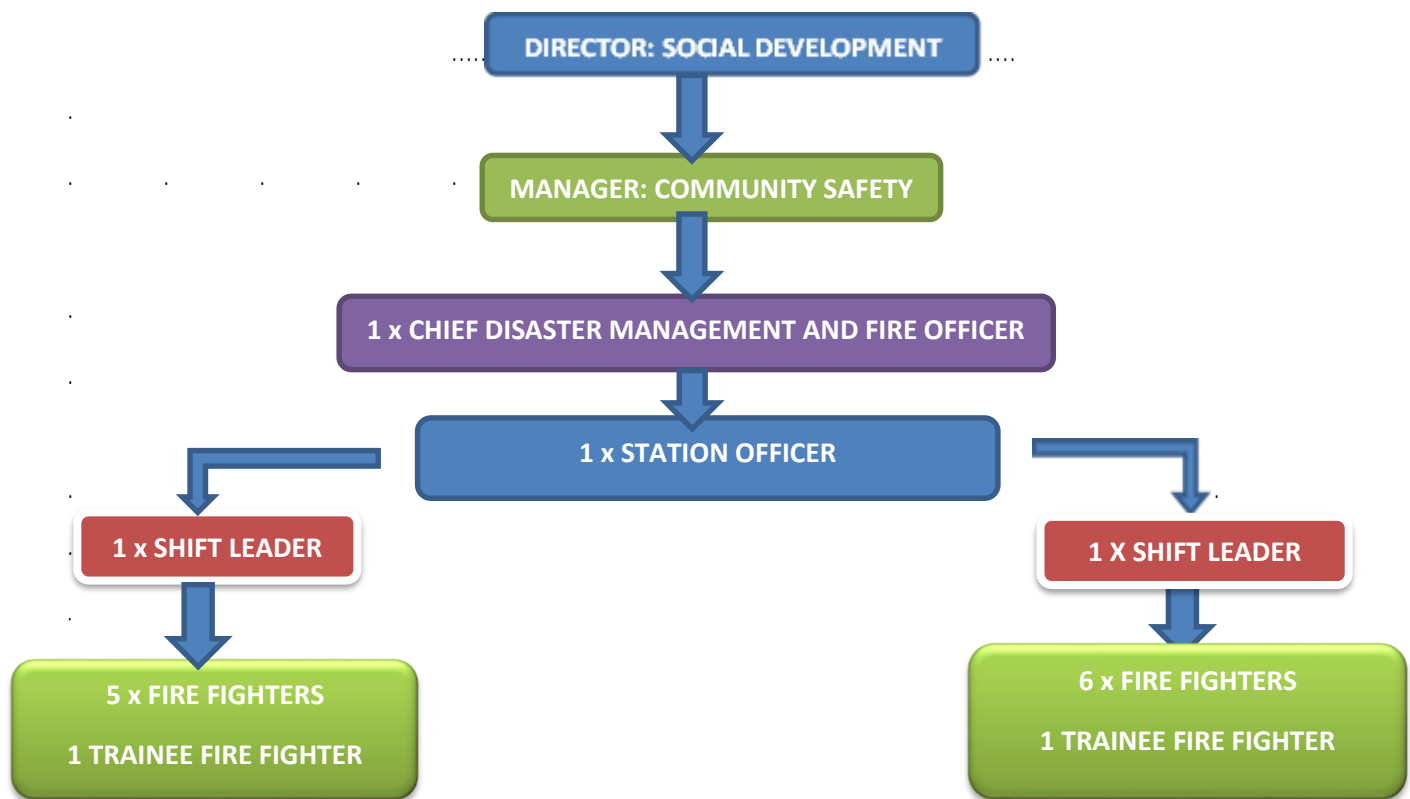 DIRECTOR: SOCIAL DEVELOPMENT
MANAGER: COMMUNITY SAFETY
1 x CHIEF DISASTER MANAGEMENT AND FIRE OFFICER
1 x STATION OFFICER
1 x SHIFT LEADER
1 X SHIFT LEADER
5 x FIRE FIGHTERS
1 TRAINEE FIRE FIGHTER
6 x FIRE FIGHTERS
1 TRAINEE FIRE FIGHTER